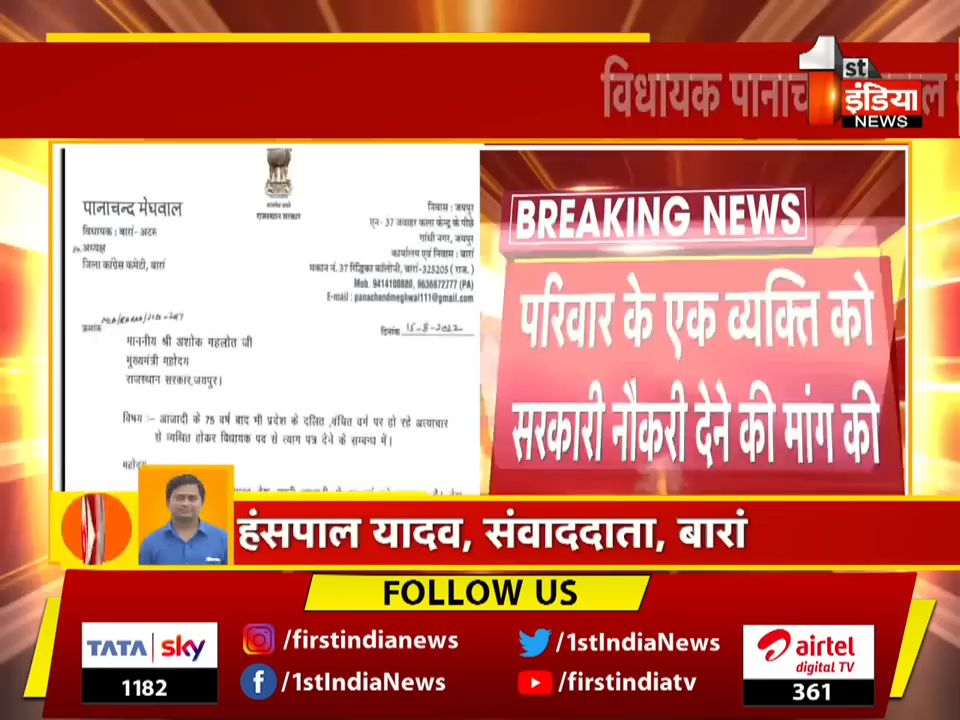 विधायक पानाच
1st
इंडिया
NEWS
पानाचन्द मेघवाल
विधायक : बारां-अटरू
अध्यक्ष
जिला कांग्रेस कमेटी, बारां
राजस्थान सरकार
निवास : जयपुर
एन- 37 जवाहर कला केन्द्र के पीछे
गांधी नगर, जयपुर
कार्यालय एवं निवास : बारां
मकान नं. 37 रिद्धिका कॉलोनी, बारां-325205 ( राज. )
Mob. 9414100880, 9636872777 (PA)
E-mail : panachandmeghwal111@gmail.com
क्रमांक
दिनांक 15-8-2022
माननीय श्री अशोक गहलोत जी
मुख्यमंत्री महोदय
राजस्थान सरकार,जयपुर।
विषय :- आजादी के 75 वर्ष बाद भी प्रदेश के दलित ,वंचित वर्ग पर हो रहे अत्याचार
से व्यथित होकर विधायक पद से त्याग पत्र देने के सम्बन्ध में।
महोदय
BREAKING NEWS
परिवार के एक व्यक्ति को
सरकारी नौकरी देने की मांग की
हंसपाल यादव, संवाददाता, बारां
FOLLOW US
TATA sky
1182
/firstindianews
/1stIndiaNews
/1stIndiaNews
/firstindiatv
airtel
digital TV
361